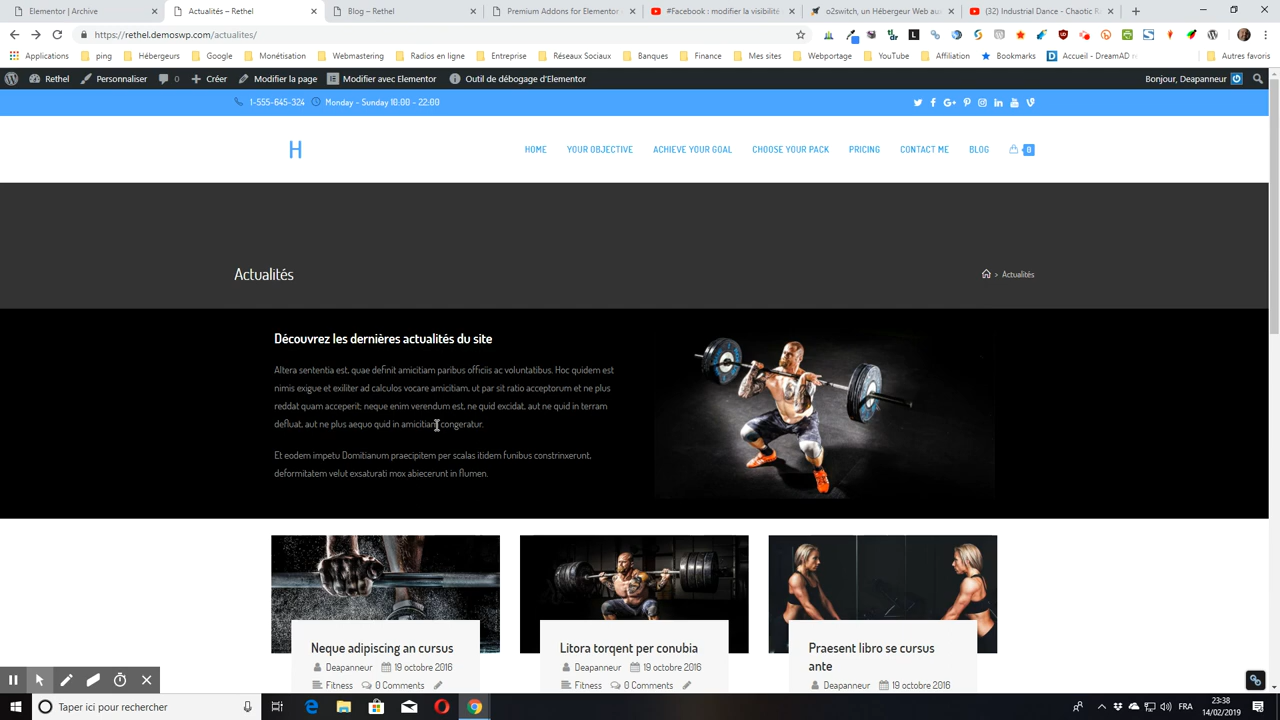 Elementor | Archive
Actualités – Rethel
Blog – Rethel
Premium Addons for Elementor
#Facebook : modifier la visibilité
o2switch, un Hébergeur Web au
(32) Industrial Dance - Chaotic Ra
https://rethel.demoswp.com/actualites/
Applications ping Hébergeurs Google Monétisation Webmastering Radios en ligne Entreprise Réseaux Sociaux Banques Finance Mes sites Webportage YouTube Affiliation Bookmarks Accueil - DreamAD Autres favoris
Rethel Personnaliser 0 Créer Modifier la page Modifier avec Elementor Outil de débogage d'Elementor Bonjour, Deapanneur
1-555-645-324 Monday - Sunday 10:00 - 22:00
H
HOME YOUR OBJECTIVE ACHIEVE YOUR GOAL CHOOSE YOUR PACK PRICING CONTACT ME BLOG 0
Actualités
> Actualités
Découvrez les dernières actualités du site
Altera sententia est, quae definit amicitiam paribus officiis ac voluntatibus. Hoc quidem est
nimis exigue et exiliter ad calculos vocare amicitiam, ut par sit ratio acceptorum et
ne plus
reddat quam acceperit; neque enim verendum est, ne quid excidat, aut ne quid in terram
defluat, aut ne plus aequo quid in amicitiam congeratur.
Et eodem impetu Domitianum praecipitem per scalas itidem funibus constrinxerunt,
deformitatem velut exsaturati mox abiecerunt in flumen.
Neque adipiscing an cursus
Deapanneur 19 octobre 2016
Fitness 0 Comments
Litora torqent per conubia
Deapanneur 19 octobre 2016
Fitness 0 Comments
Praesent libro se cursus
ante
Deapanneur 19 octobre 2016
Taper ici pour rechercher
FRA
23:38
14/02/2019